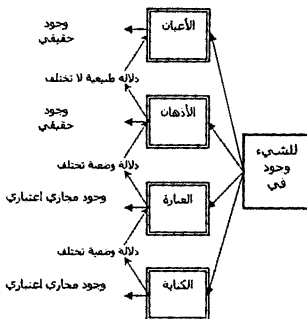 الأعيان
وجود
حقيقي
دلالة طبيعية لا تختلف
الأذهان
وجود
حقيقي
للشيء
وجود
في
دلالة وضعية تختلف
العبارة
وجود مجازي اعتباري
دلالة وضعية تختلف
الكتابة
وجود مجازي اعتباري